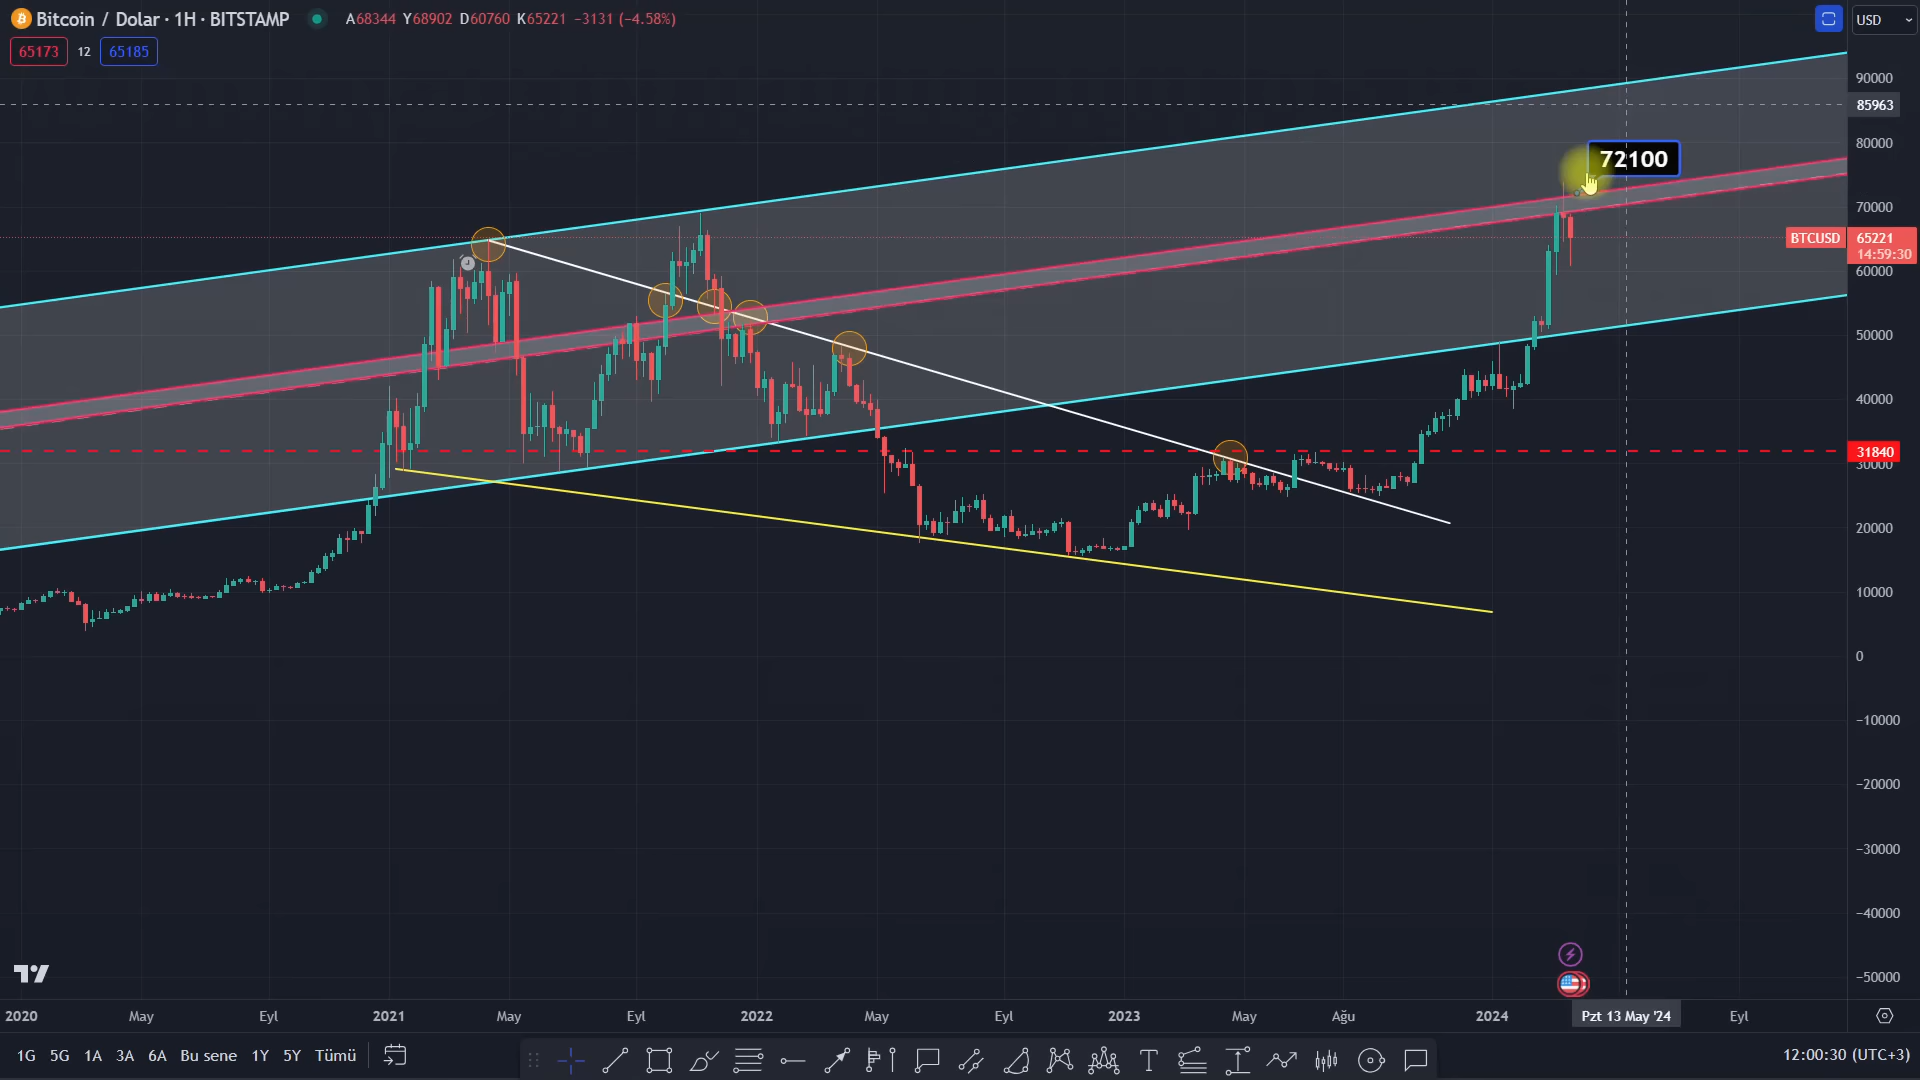 Bitcoin / Dolar · 1H · BITSTAMP A68344 Y68902 D60760 K65221 −3131 (−4.58%)
USD
65173 12 65185
90000
85963
80000
72100
70000
BTCUSD 65221
14:59:30
60000
50000
40000
31840
30000
20000
10000
0
−10000
−20000
−30000
−40000
−50000
2020 May Eyl 2021 May Eyl 2022 May Eyl 2023 May Ağu 2024 Pzt 13 May '24 Eyl
1G 5G 1A 3A 6A Bu sene 1Y 5Y Tümü
12:00:30 (UTC+3)